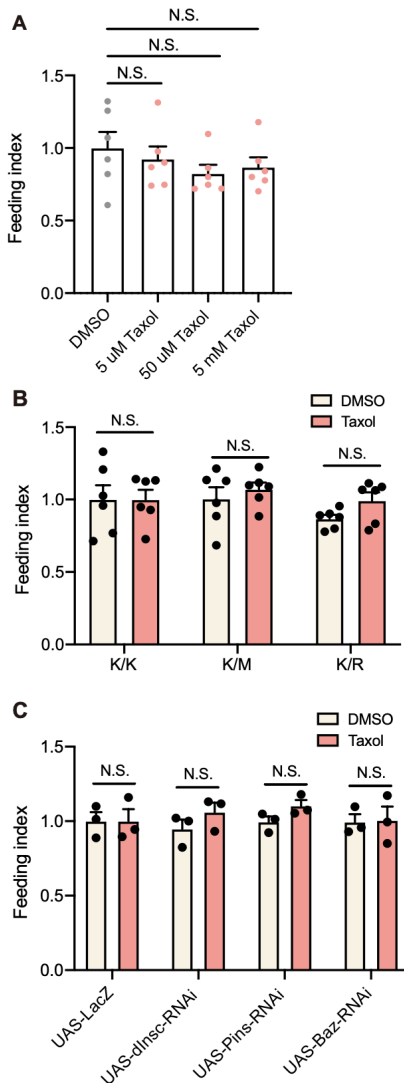 A
N.S.
N.S.
N.S.
1.5
1.0
0.5
0.0
Feeding index
DMSO
5 uM Taxol
50 uM Taxol
5 mM Taxol
B
DMSO
Taxol
N.S.
N.S.
N.S.
1.5
1.0
0.5
0.0
Feeding index
K/K
K/M
K/R
C
DMSO
Taxol
N.S.
N.S.
N.S.
N.S.
1.5
1.0
0.5
0.0
Feeding index
UAS-LacZ
UAS-dInsc-RNAi
UAS-Pins-RNAi
UAS-Baz-RNAi